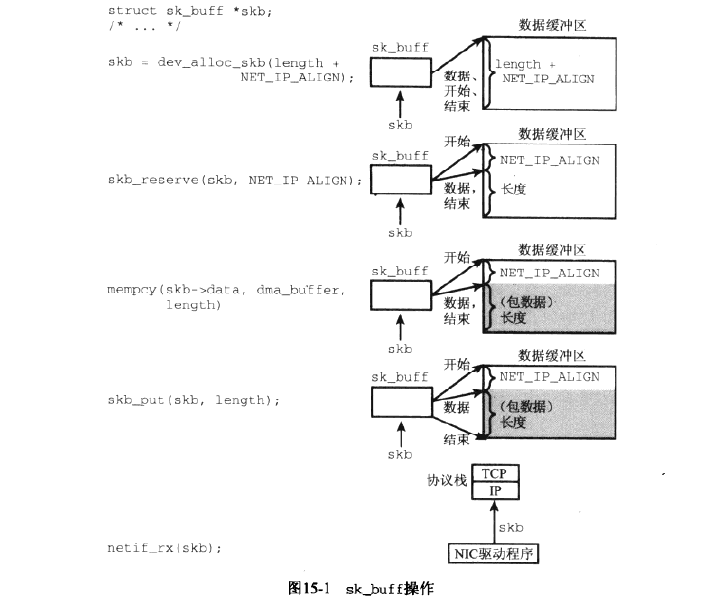 struct sk_buff *skb;
/* ... */
skb = dev_alloc_skb(length +
NET_IP_ALIGN);
sk_buff
skb
数据、
开始、
结束
数据缓冲区
length +
NET_IP_ALIGN
skb_reserve(skb, NET_IP ALIGN);
sk_buff
skb
开始
数据,
结束
数据缓冲区
NET_IP_ALIGN
长度
mempcy(skb->data, dma_buffer,
length)
sk_buff
skb
开始
数据,
结束
数据缓冲区
NET_IP_ALIGN
(包数据)
长度
skb_put(skb, length);
sk_buff
skb
开始
数据
结束
数据缓冲区
NET_IP_ALIGN
(包数据)
长度
协议栈
TCP
IP
skb
netif_rx(skb);
NIC驱动程序
图15-1 sk_buff操作